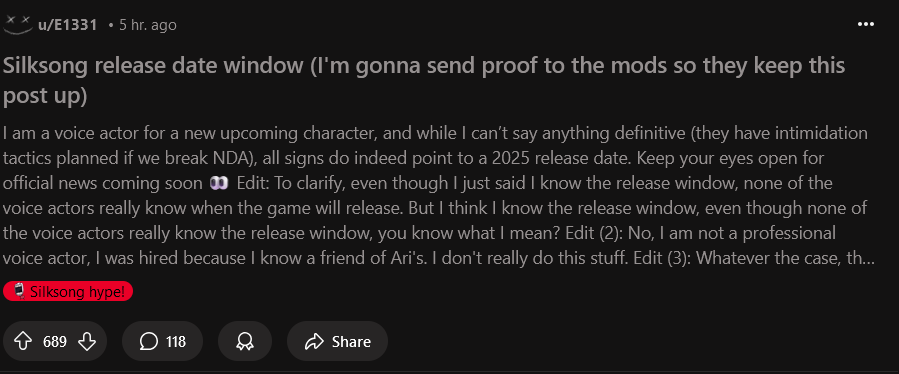 u/E1331 • 5 hr. ago
Silksong release date window (I'm gonna send proof to the mods so they keep this
post up)
I am a voice actor for a new upcoming character, and while I can’t say anything definitive (they have intimidation
tactics planned if we break NDA), all signs do indeed point to a 2025 release date. Keep your eyes open for
official news coming soon 👀 Edit: To clarify, even though I just said I know the release window, none of the
voice actors really know when the game will release. But I think I know the release window, even though none of
the voice actors really know the release window, you know what I mean? Edit (2): No, I am not a professional
voice actor, I was hired because I know a friend of Ari's. I don't really do this stuff. Edit (3): Whatever the case, th...
Silksong hype!
689 118 Share